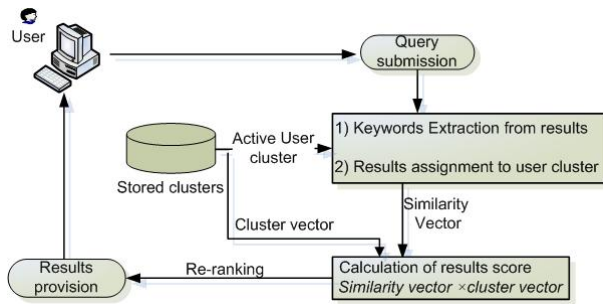 User
Query
submission
1) Keywords Extraction from results
2) Results assignment to user cluster
Active User
cluster
Stored clusters
Similarity
Vector
Cluster vector
Calculation of results score
Similarity vector ×cluster vector
Re-ranking
Results
provision